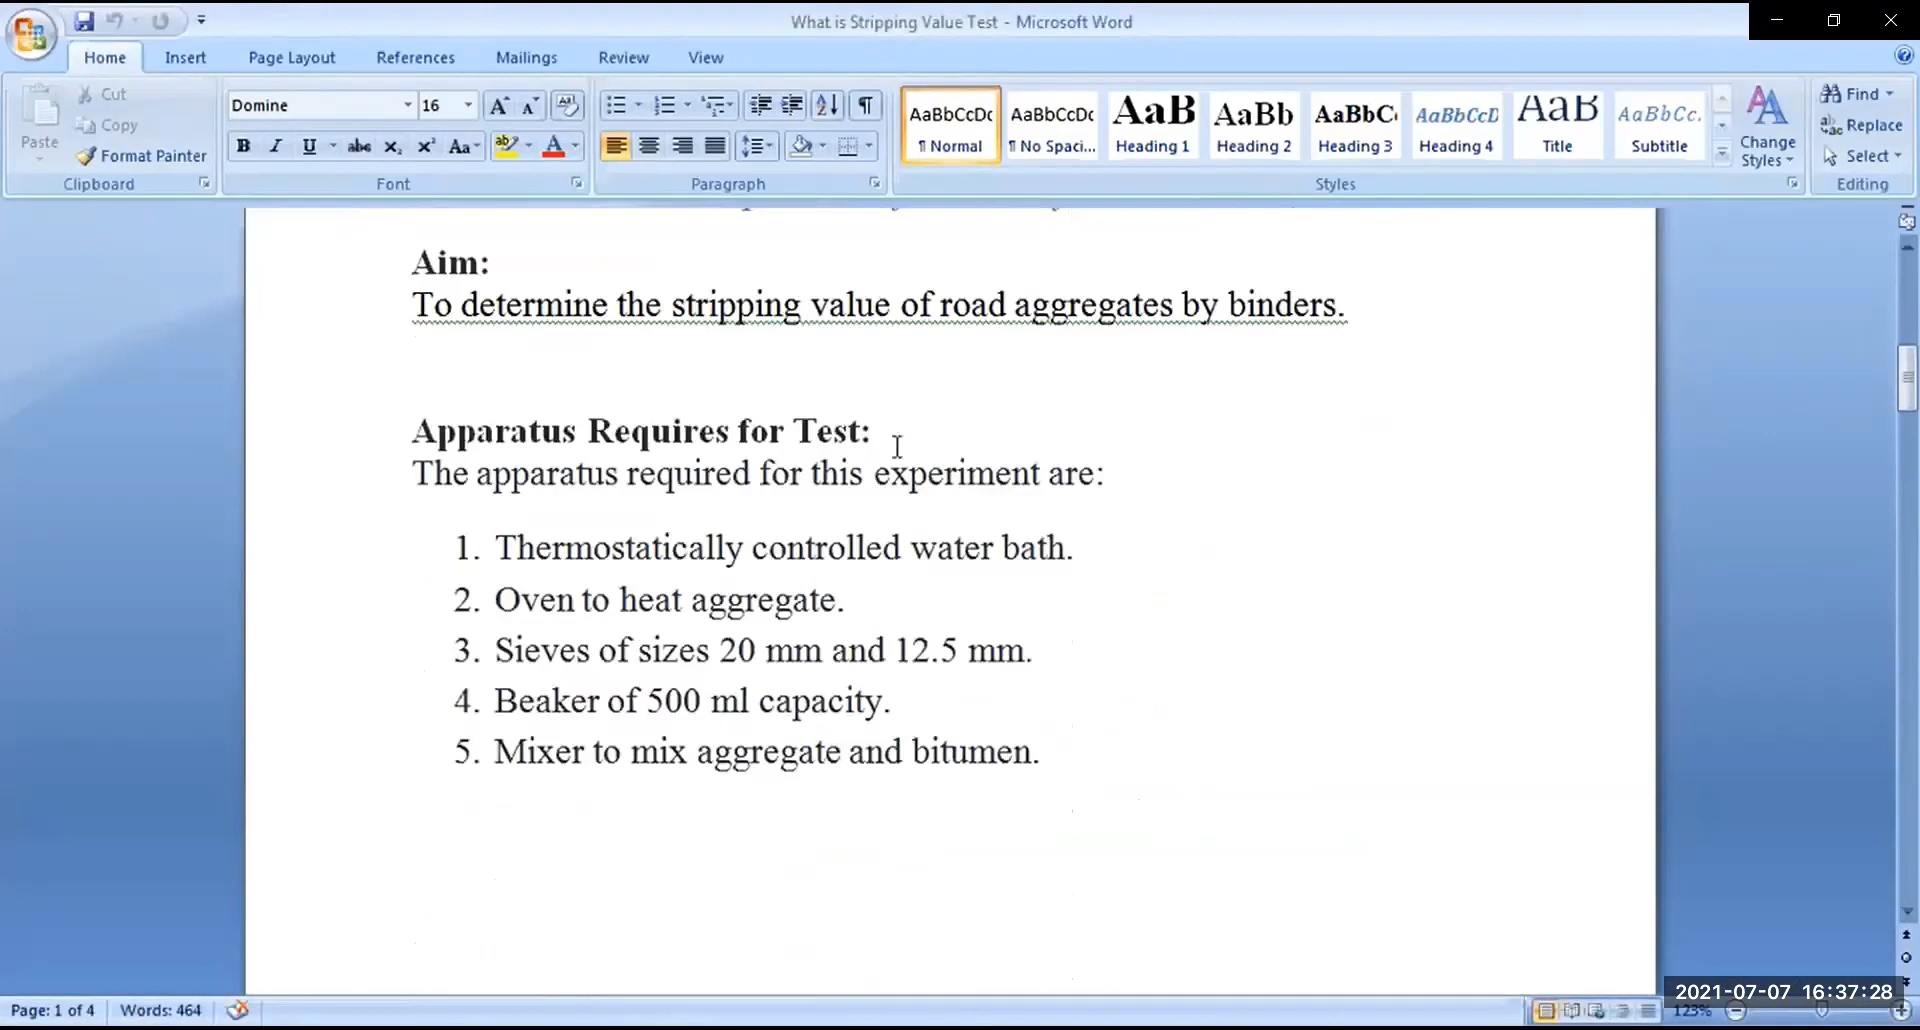 What is Stripping Value Test - Microsoft Word
Home Insert Page Layout References Mailings Review View
Paste
Cut
Copy
Format Painter
Clipboard
Domine 16
B I U abc X₂ X² Aa ab A
Font
Paragraph
AaBbCcDc AaBbCcDc AaB AaBb AaBbC AaBbCcD AaB AaBbCc.
¶ Normal ¶ No Spaci... Heading 1 Heading 2 Heading 3 Heading 4 Title Subtitle
Change Styles
Styles
Find
Replace
Select
Editing
Aim:
To determine the stripping value of road aggregates by binders.
Apparatus Requires for Test:
The apparatus required for this experiment are:
1. Thermostatically controlled water bath.
2. Oven to heat aggregate.
3. Sieves of sizes 20 mm and 12.5 mm.
4. Beaker of 500 ml capacity.
5. Mixer to mix aggregate and bitumen.
2021-07-07 16:37:28
Page: 1 of 4 Words: 464 123%